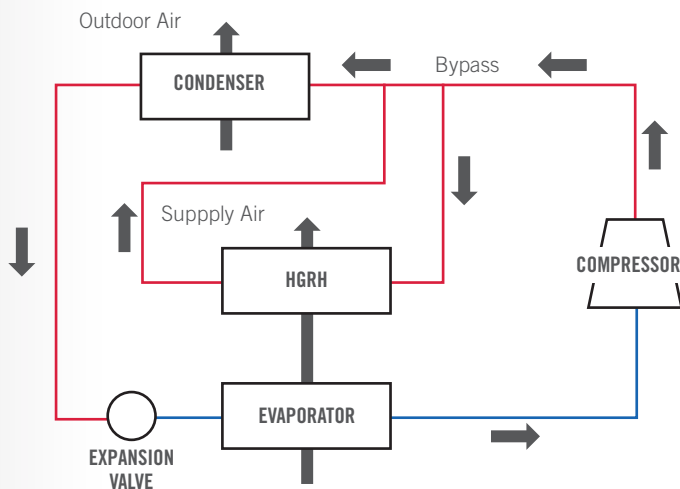 Outdoor Air
CONDENSER
Bypass
Suppply Air
HGRH
COMPRESSOR
EVAPORATOR
EXPANSION
VALVE